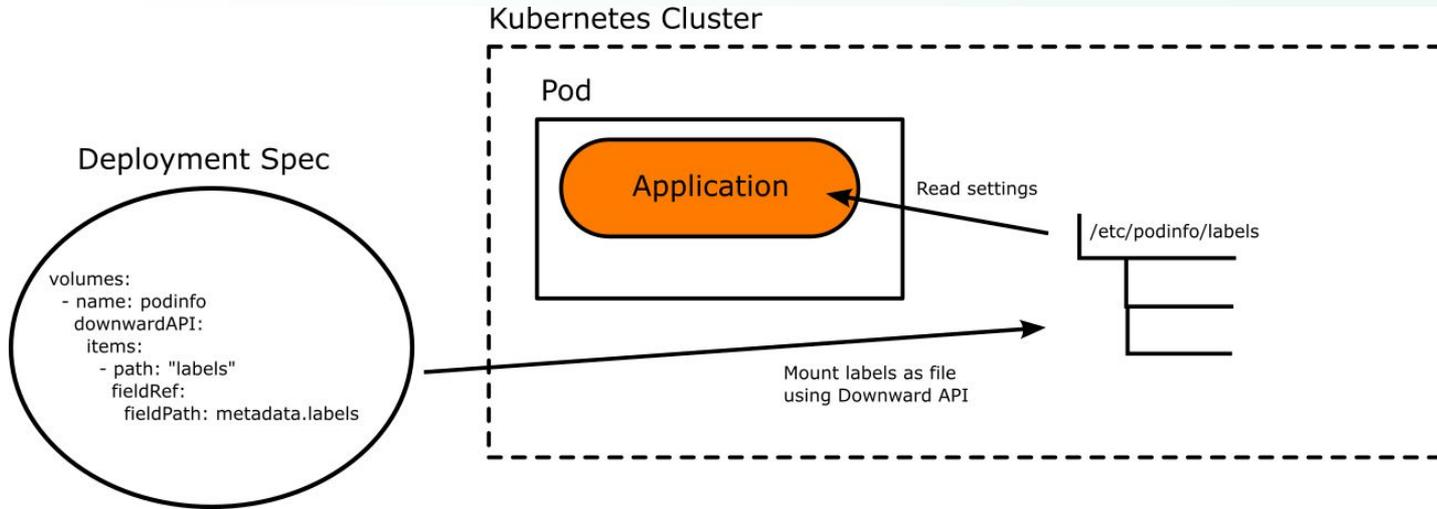 Kubernetes Cluster
Pod
Application
Read settings
/etc/podinfo/labels
Mount labels as file
using Downward API
Deployment Spec
volumes:
  - name: podinfo
    downwardAPI:
      items:
        - path: "labels"
          fieldRef:
            fieldPath: metadata.labels